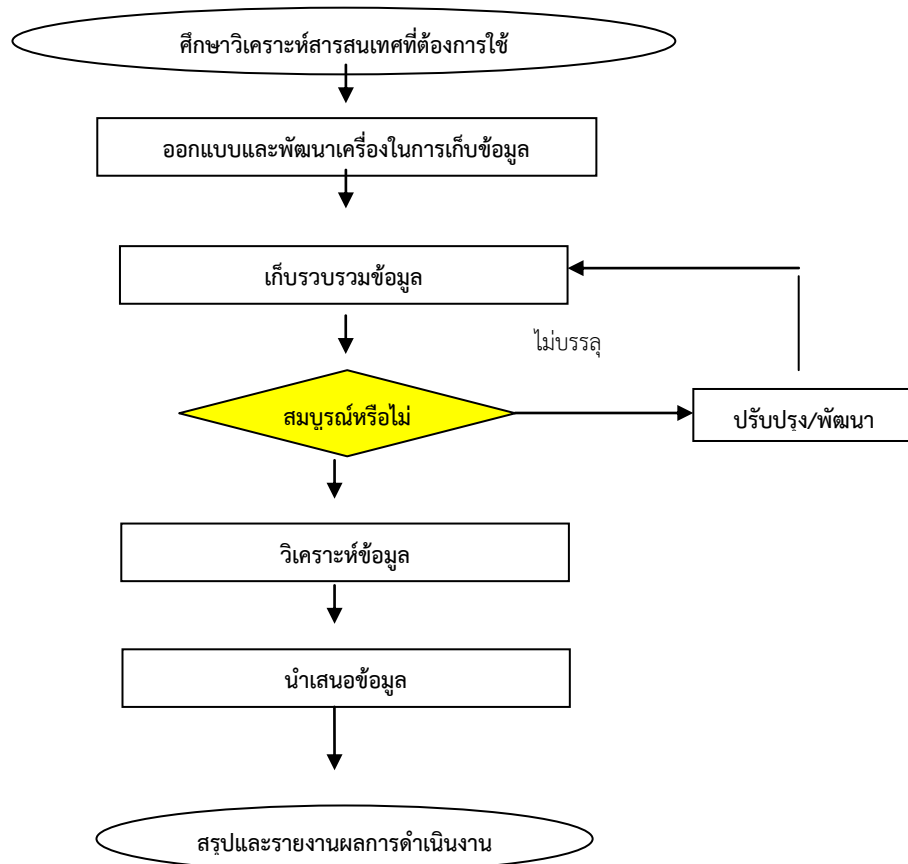 ศึกษาวิเคราะห์สารสนเทศที่ต้องการใช้
ออกแบบและพัฒนาเครื่องในการเก็บข้อมูล
เก็บรวบรวมข้อมูล
ไม่บรรลุ
สมบูรณ์หรือไม่
ปรับปรุง/พัฒนา
วิเคราะห์ข้อมูล
นำเสนอข้อมูล
สรุปและรายงานผลการดำเนินงาน